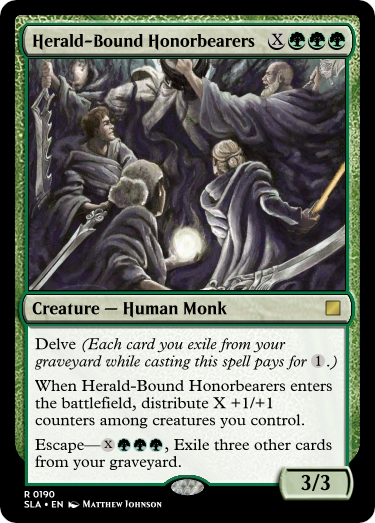 Herald-Bound Honorbearers X
Creature — Human Monk
Delve (Each card you exile from your
graveyard while casting this spell pays for 1.)
When Herald-Bound Honorbearers enters
the battlefield, distribute X +1/+1
counters among creatures you control.
Escape—X, Exile three other cards
from your graveyard.
3/3
R 0190
SLA • EN Matthew Johnson